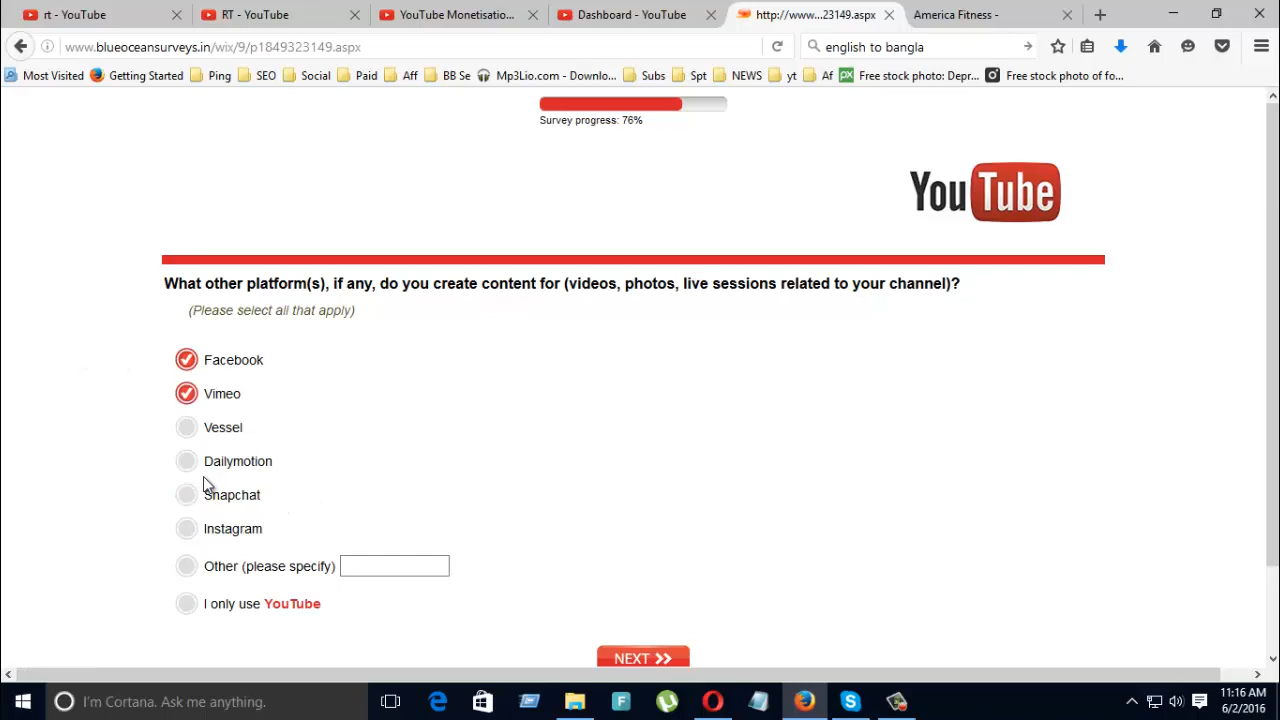 rt - YouTube
RT - YouTube
YouTube Monetisatio...
Dashboard - YouTube
http://www...23149.aspx
America Fitness -
www.blueoceansurveys.in/wix/9/p1849323149.aspx
english to bangla
Most Visited
Getting Started
Ping
SEO
Social
Paid
Aff
BB Se
Mp3Lio.com - Downlo...
Subs
Spt
NEWS
yt
Af
px
Free stock photo: Depr...
Free stock photo of fo...
Survey progress: 76%
YouTube
What other platform(s), if any, do you create content for (videos, photos, live sessions related to your channel)?
(Please select all that apply)
Facebook
Vimeo
Vessel
Dailymotion
Snapchat
Instagram
Other (please specify)
I only use YouTube
NEXT
I'm Cortana. Ask me anything.
F
11:16 AM
6/2/2016